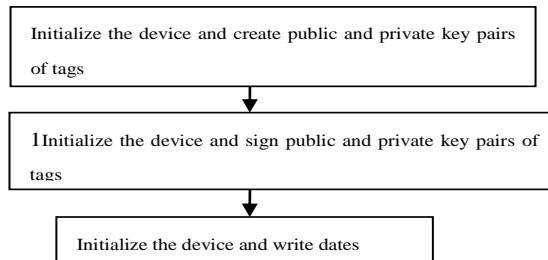 Initialize the device and create public and private key pairs
of tags
1Initialize the device and sign public and private key pairs of
tags
Initialize the device and write dates